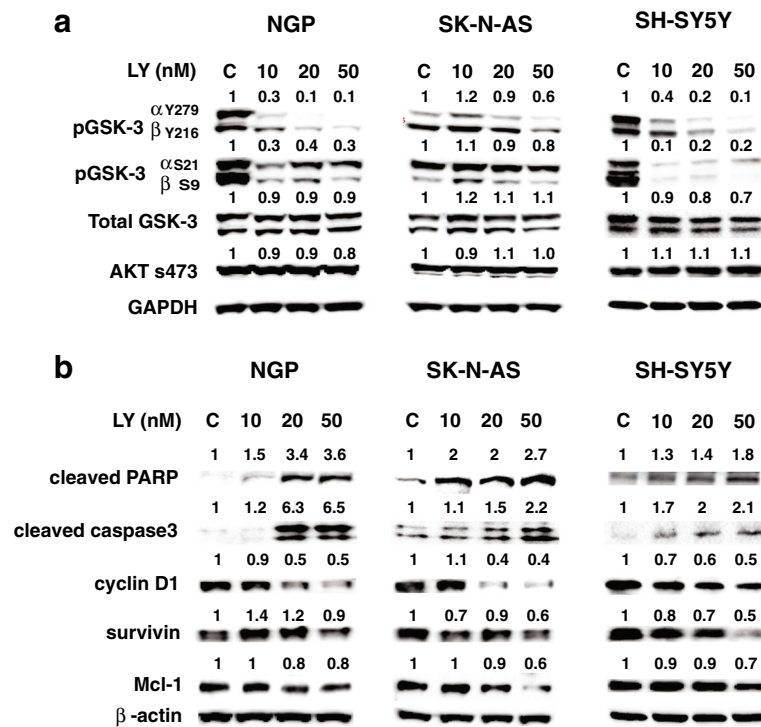 a
NGP SK-N-AS SH-SY5Y
LY (nM) C 10 20 50 C 10 20 50 C 10 20 50
1 0.3 0.1 0.1 1 1.2 0.9 0.6 1 0.4 0.2 0.1
pGSK-3 α Y279
β Y216
1 0.3 0.4 0.3 1 1.1 0.9 0.8 1 0.1 0.2 0.2
pGSK-3 α S21
β S9
1 0.9 0.9 0.9 1 1.2 1.1 1.1 1 0.9 0.8 0.7
Total GSK-3
1 0.9 0.9 0.8 1 0.9 1.1 1.0 1 1.1 1.1 1.1
AKT s473
GAPDH
b
NGP SK-N-AS SH-SY5Y
LY (nM) C 10 20 50 C 10 20 50 C 10 20 50
1 1.5 3.4 3.6 1 2 2 2.7 1 1.3 1.4 1.8
cleaved PARP
1 1.2 6.3 6.5 1 1.1 1.5 2.2 1 1.7 2 2.1
cleaved caspase3
1 0.9 0.5 0.5 1 1.1 0.4 0.4 1 0.7 0.6 0.5
cyclin D1
1 1.4 1.2 0.9 1 0.7 0.9 0.6 1 0.8 0.7 0.5
survivin
1 1 0.8 0.8 1 1 0.9 0.6 1 0.9 0.9 0.7
Mcl-1
β -actin